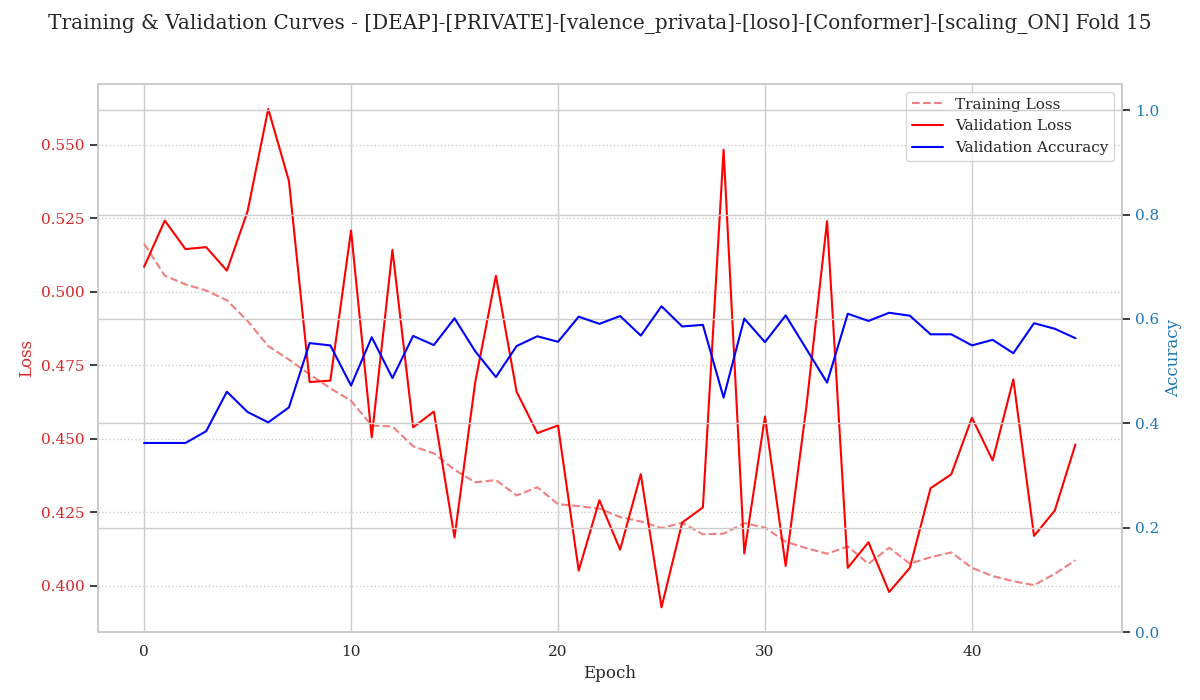 Training & Validation Curves - [DEAP]-[PRIVATE]-[valence_privata]-[loso]-[Conformer]-[scaling_ON] Fold 15
Training Loss
Validation Loss
Validation Accuracy
0.550
0.525
0.500
0.475
0.450
0.425
0.400
Loss
1.0
0.8
0.6
0.4
0.2
0.0
Accuracy
0 10 20 30 40
Epoch